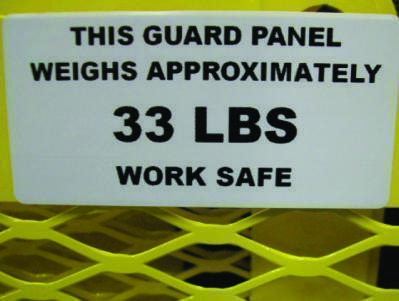 THIS GUARD PANEL
WEIGHS APPROXIMATELY
33 LBS
WORK SAFE